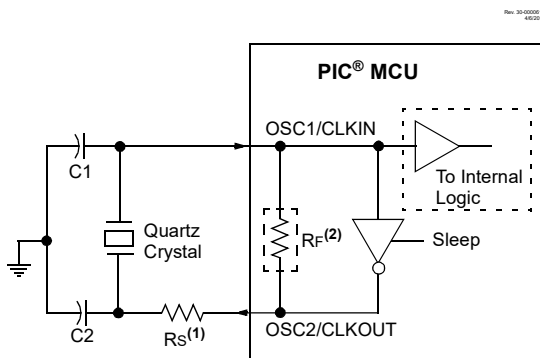 Rev. 30-00006
4/6/20
PIC® MCU
OSC1/CLKIN
C1
To Internal
Logic
Quartz
Crystal
RF(2)
Sleep
C2
RS(1)
OSC2/CLKOUT